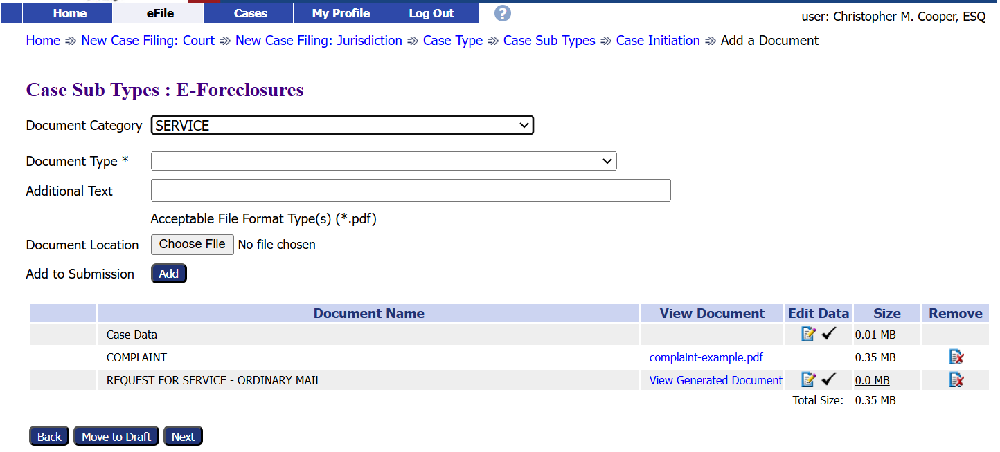 Home eFile Cases My Profile Log Out ? user: Christopher M. Cooper, ESQ
Home ⇒ New Case Filing: Court ⇒ New Case Filing: Jurisdiction ⇒ Case Type ⇒ Case Sub Types ⇒ Case Initiation ⇒ Add a Document
Case Sub Types : E-Foreclosures
Document Category SERVICE
Document Type *
Additional Text
Acceptable File Format Type(s) (*.pdf)
Document Location Choose File No file chosen
Add to Submission Add
Document Name View Document Edit Data Size Remove
Case Data 0.01 MB
COMPLAINT complaint-example.pdf 0.35 MB
REQUEST FOR SERVICE - ORDINARY MAIL View Generated Document 0.0 MB
Total Size: 0.35 MB
Back Move to Draft Next